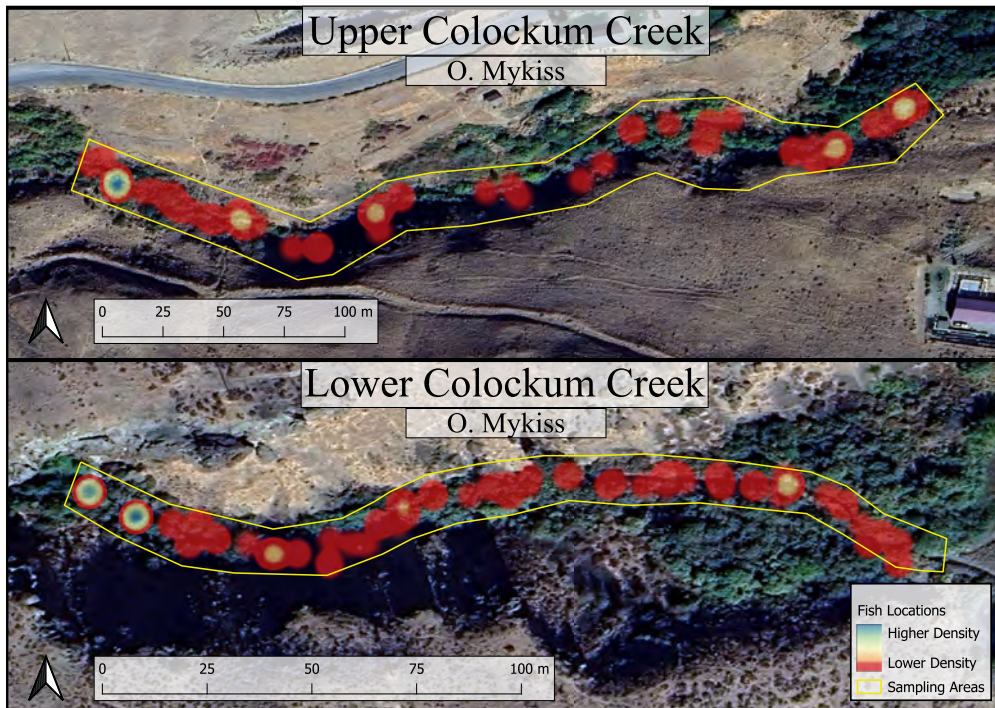 Upper Colockum Creek
O. Mykiss
0 25 50 75 100 m
Lower Colockum Creek
O. Mykiss
0 25 50 75 100 m
Fish Locations
Higher Density
Lower Density
Sampling Areas